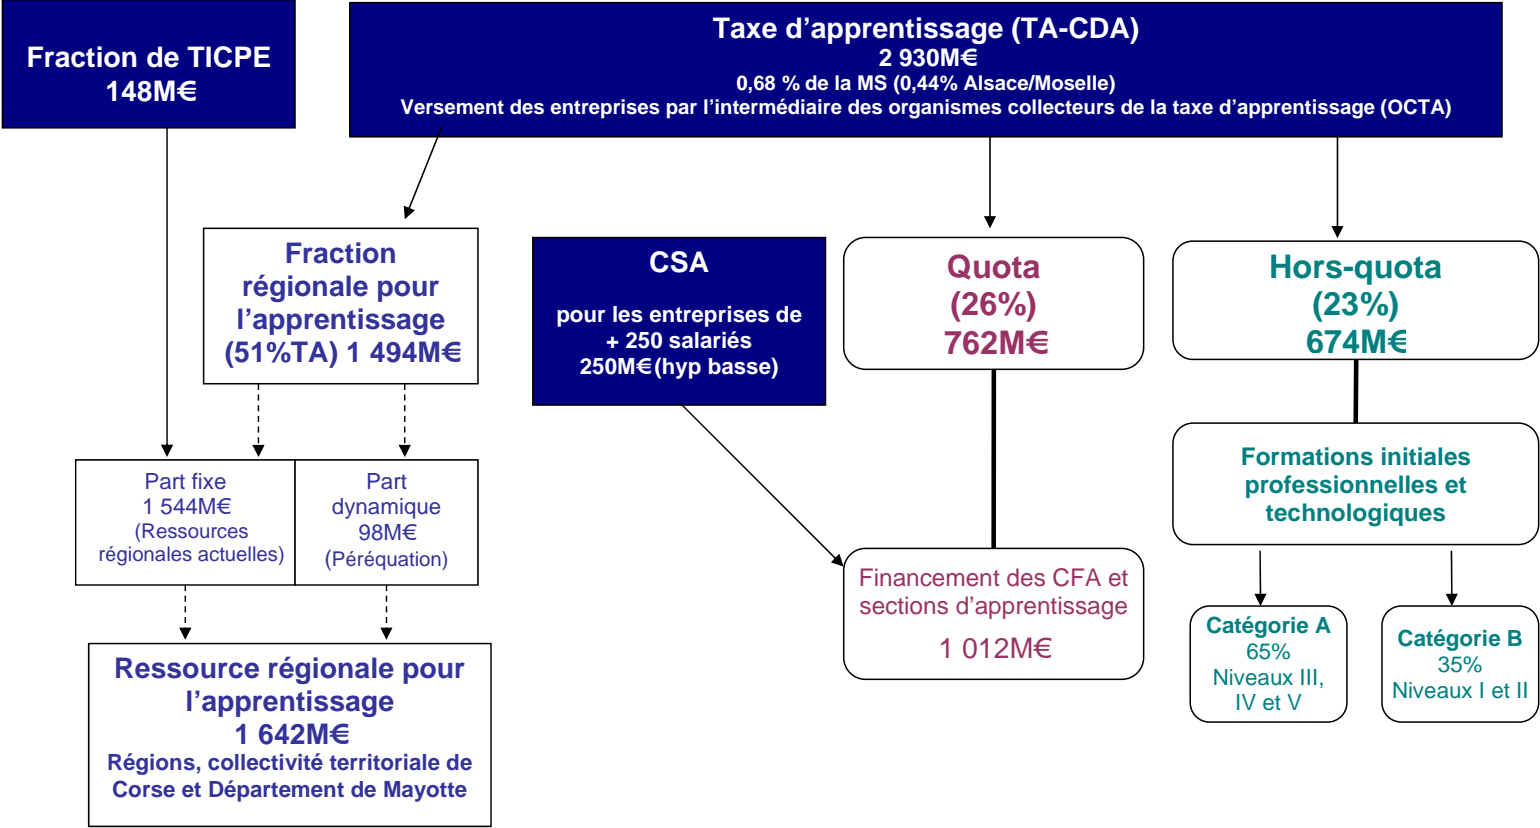 Fraction de TICPE
148M€
Taxe d’apprentissage (TA-CDA)
2 930M€
0,68 % de la MS (0,44% Alsace/Moselle)
Versement des entreprises par l’intermédiaire des organismes collecteurs de la taxe d’apprentissage (OCTA)
Fraction
régionale pour
l’apprentissage
(51%TA) 1 494M€
CSA
pour les entreprises de
+ 250 salariés
250M€(hyp basse)
Quota
(26%)
762M€
Hors-quota
(23%)
674M€
Part fixe
1 544M€
(Ressources
régionales actuelles)
Part
dynamique
98M€
(Péréquation)
Formations initiales
professionnelles et
technologiques
Financement des CFA et
sections d’apprentissage
1 012M€
Catégorie A
65%
Niveaux III,
IV et V
Catégorie B
35%
Niveaux I et II
Ressource régionale pour
l’apprentissage
1 642M€
Régions, collectivité territoriale de
Corse et Département de Mayotte